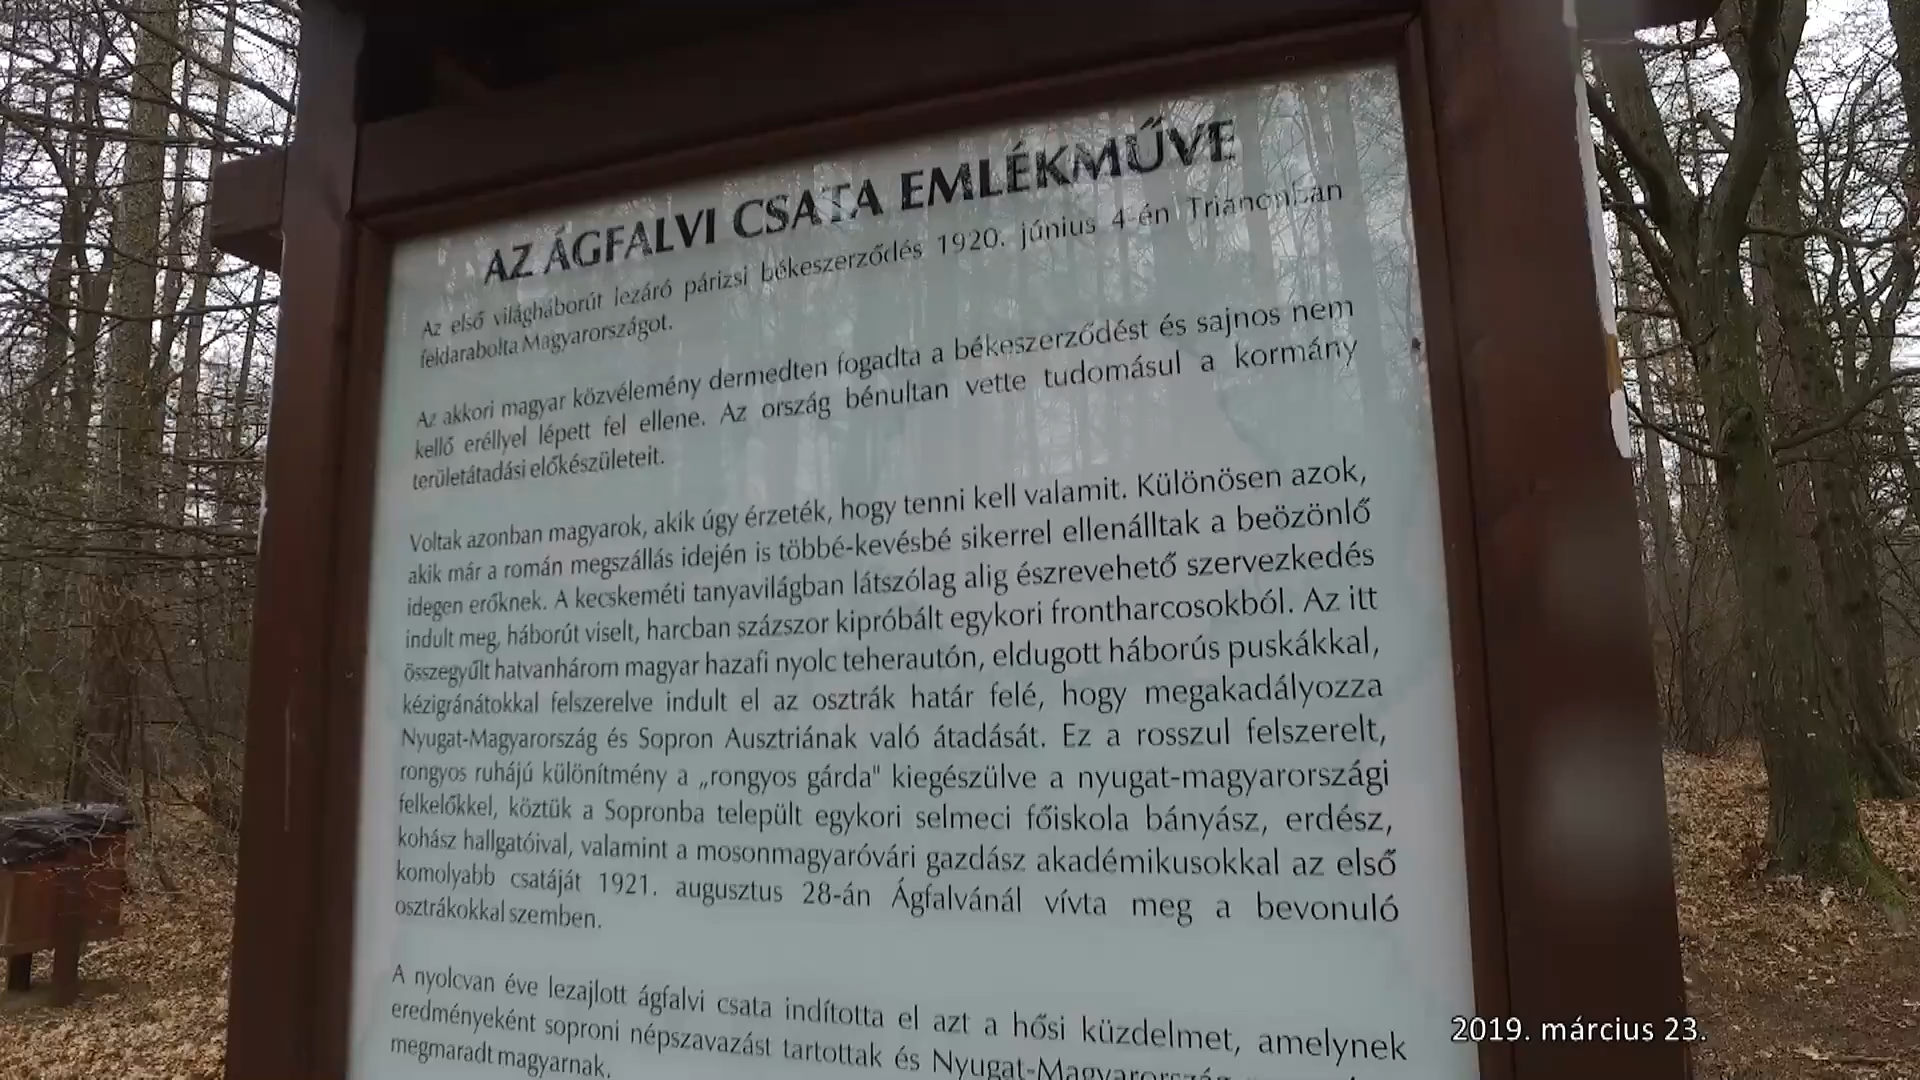 AZ ÁGFALVI CSATA EMLÉKMŰVE
Az első világháborút lezáró párizsi békeszerződés 1920. június 4-én Trianonban
feldarabolta Magyarországot.
Az akkori magyar közvélemény dermedten fogadta a békeszerződést és sajnos nem
kellő eréllyel lépett fel ellene. Az ország bénultan vette tudomásul a kormány
területátadási előkészületeit.
Voltak azonban magyarok, akik úgy érzeték, hogy tenni kell valamit. Különösen azok,
akik már a román megszállás idején is többé-kevésbé sikerrel ellenálltak a beözönlő
idegen erőknek. A kecskeméti tanyavilágban látszólag alig észrevehető szervezkedés
indult meg, háborút viselt, harcban százszor kipróbált egykori frontharcosokból. Az itt
összegyűlt hatvanhárom magyar hazafi nyolc teherautón, eldugott háborús puskákkal,
kézigránátokkal felszerelve indult el az osztrák határ felé, hogy megakadályozza
Nyugat-Magyarország és Sopron Ausztriának való átadását. Ez a rosszul felszerelt,
rongyos ruhájú különítmény a „rongyos gárda" kiegészülve a nyugat-magyarországi
felkelőkkel, köztük a Sopronba települt egykori selmeci főiskola bányász, erdész,
kohász hallgatóival, valamint a mosonmagyaróvári gazdász akadémikusokkal az első
komolyabb csatáját 1921. augusztus 28-án Ágfalvánál vívta meg a bevonuló
osztrákokkal szemben.
A nyolcvan éve lezajlott ágfalvi csata indította el azt a hősi küzdelmet, amelynek
eredményeként soproni népszavazást tartottak és Nyugat-Magyarország
megmaradt magyarnak.
2019. március 23.